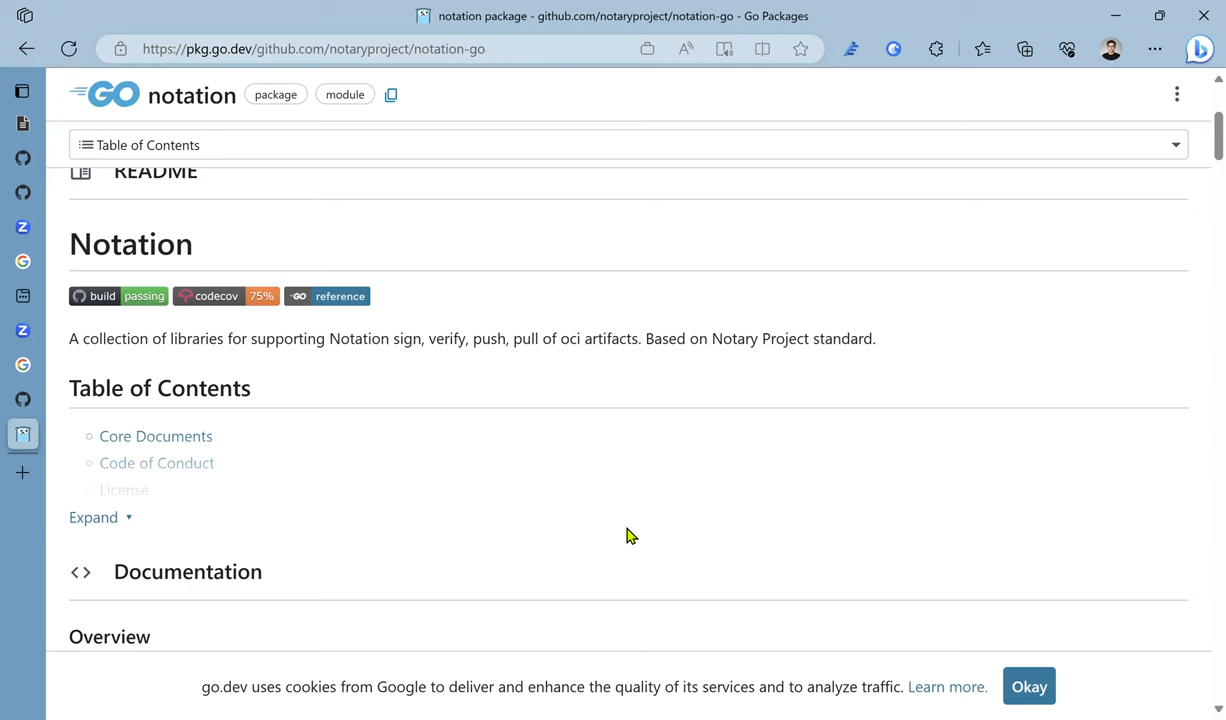 notation package - github.com/notaryproject/notation-go - Go Packages
https://pkg.go.dev/github.com/notaryproject/notation-go
GO notation package module
Table of Contents
README
Notation
build passing codecov 75% GO reference
A collection of libraries for supporting Notation sign, verify, push, pull of oci artifacts. Based on Notary Project standard.
Table of Contents
Core Documents
Code of Conduct
License
Expand
Documentation
Overview
go.dev uses cookies from Google to deliver and enhance the quality of its services and to analyze traffic. Learn more. Okay